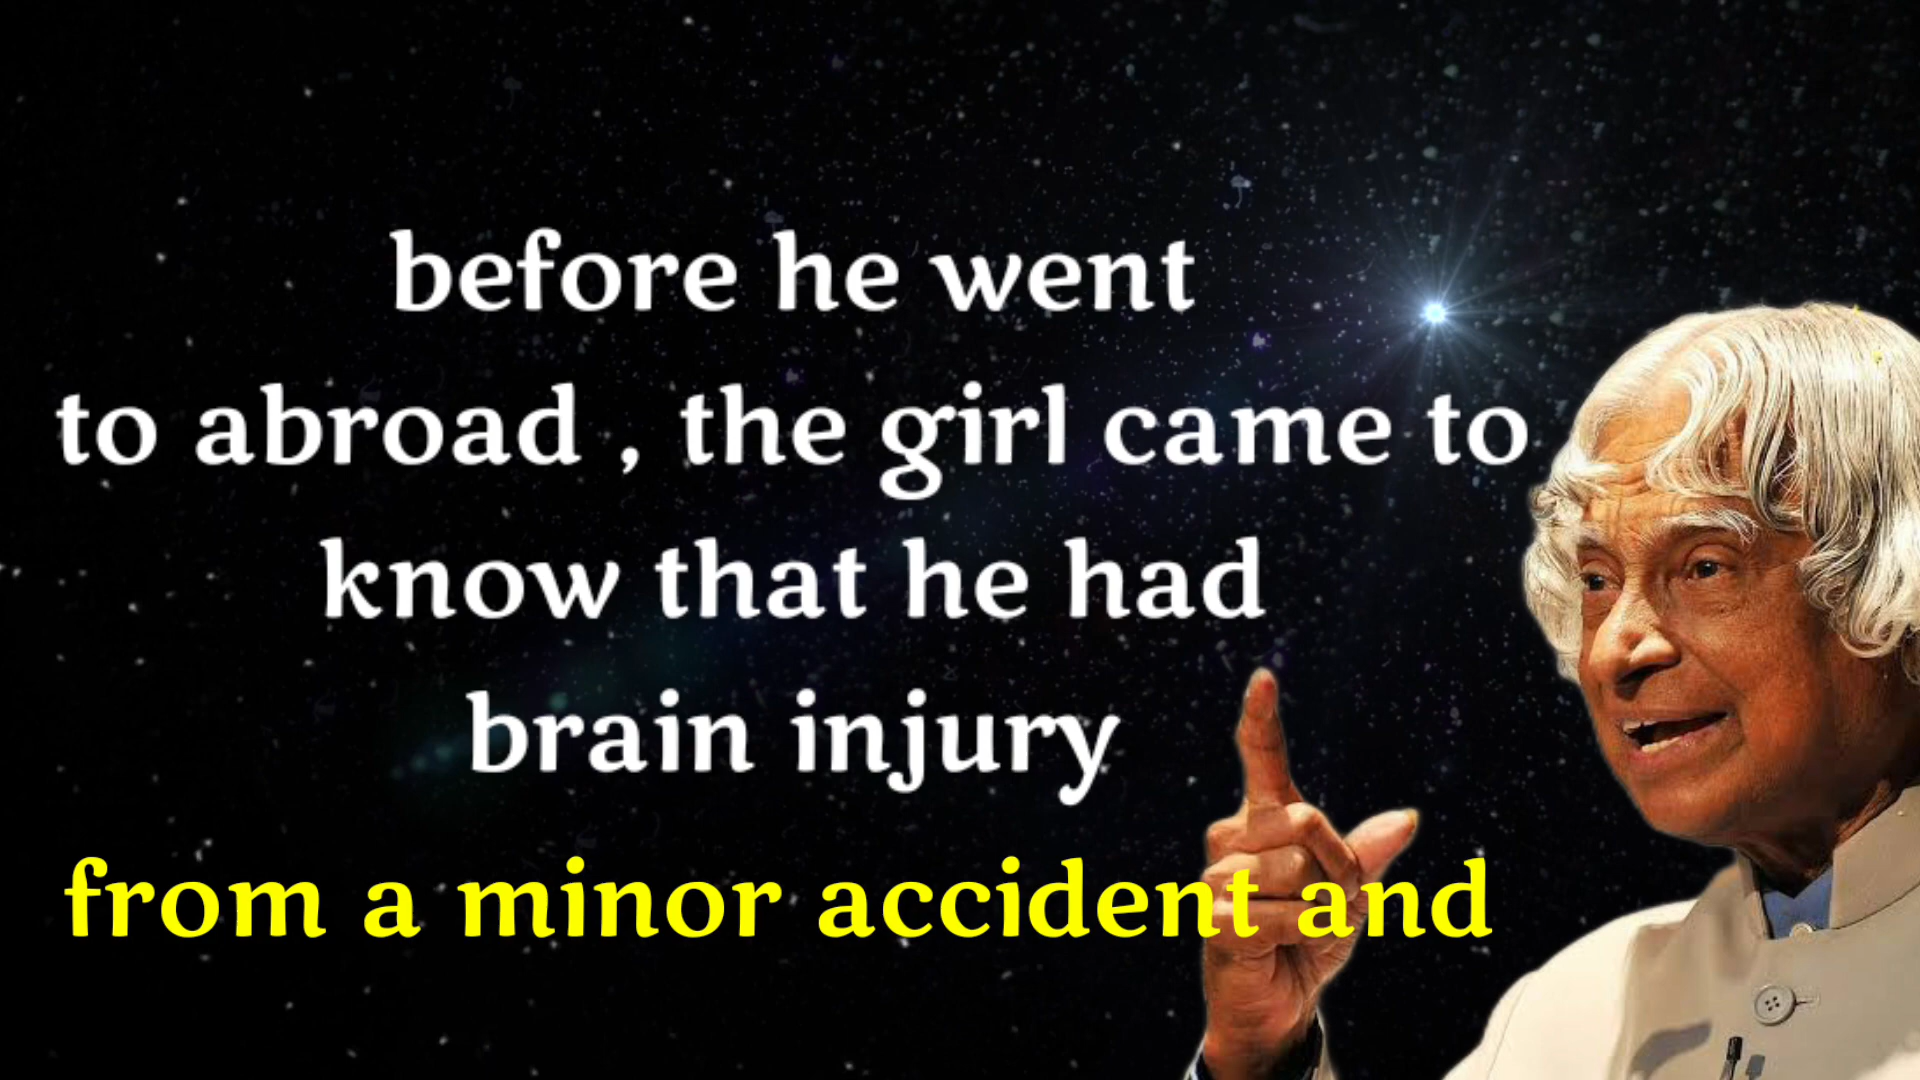 before he went
to abroad , the girl came to
know that he had
brain injury
from a minor accident and